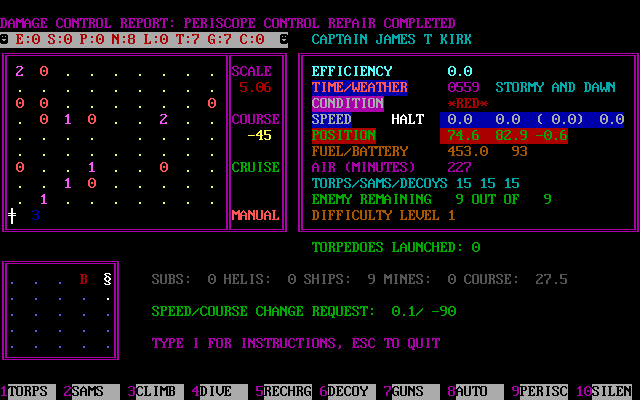 DAMAGE CONTROL REPORT: PERISCOPE CONTROL REPAIR COMPLETED
E:0 S:0 P:0 N:8 L:0 T:7 G:7 C:0 CAPTAIN JAMES T KIRK
2 0 . . . . . . . SCALE EFFICIENCY 0.0
. . . . . . . . . 5.06 TIME/WEATHER 0559 STORMY AND DAWN
0 0 . . . . . . 0 CONDITION *RED*
. 0 1 0 . . 2 . . COURSE SPEED HALT 0.0 0.0 ( 0.0) 0.0
. . . . . . . . . -45 POSITION 74.6 82.9 -0.6
. . . . . . . . . FUEL/BATTERY 453.0 93
0 . . 1 . . 0 . . CRUISE AIR (MINUTES) 227
. . 1 0 . . . . . TORPS/SAMS/DECOYS 15 15 15
. 1 . . . . . . . ENEMY REMAINING 9 OUT OF 9
3 MANUAL DIFFICULTY LEVEL 1
TORPEDOES LAUNCHED: 0
. . . B § SUBS: 0 HELIS: 0 SHIPS: 9 MINES: 0 COURSE: 27.5
SPEED/COURSE CHANGE REQUEST: 0.1/ -90
TYPE I FOR INSTRUCTIONS, ESC TO QUIT
1TORPS 2SAMS 3CLIMB 4DIVE 5RECHRG 6DECOY 7GUNS 8AUTO 9PERISC 10SILEN